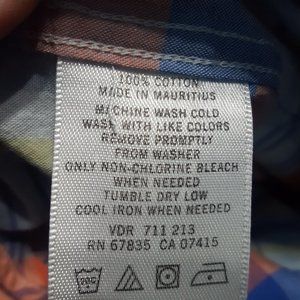 100% COTTON
MADE IN MAURITIUS
MACHINE WASH COLD
WASH WITH LIKE COLORS
REMOVE PROMPTLY
FROM WASHER
ONLY NON-CHLORINE BLEACH
WHEN NEEDED
TUMBLE DRY LOW
COOL IRON WHEN NEEDED
VDR 711 213
RN 67835 CA 07415